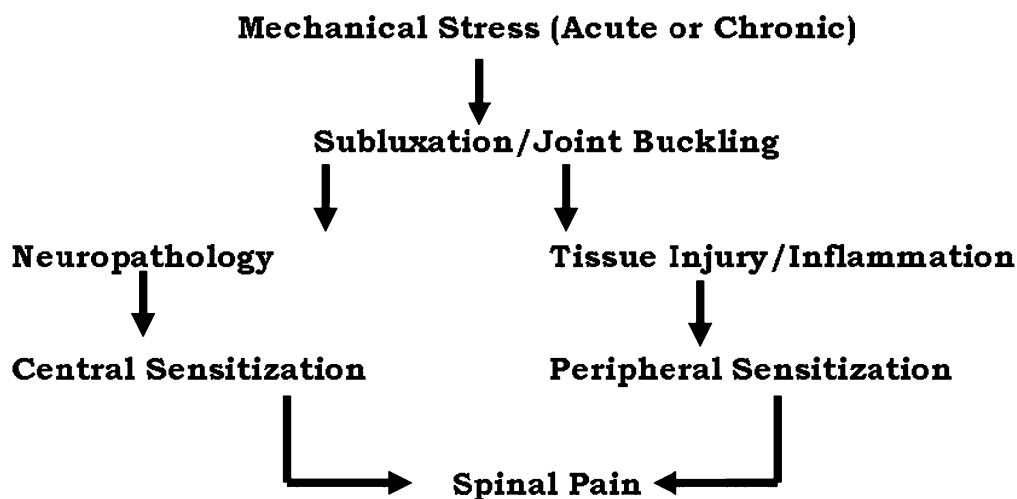 Mechanical Stress (Acute or Chronic)
Subluxation/Joint Buckling
Neuropathology
Tissue Injury/Inflammation
Central Sensitization
Peripheral Sensitization
Spinal Pain